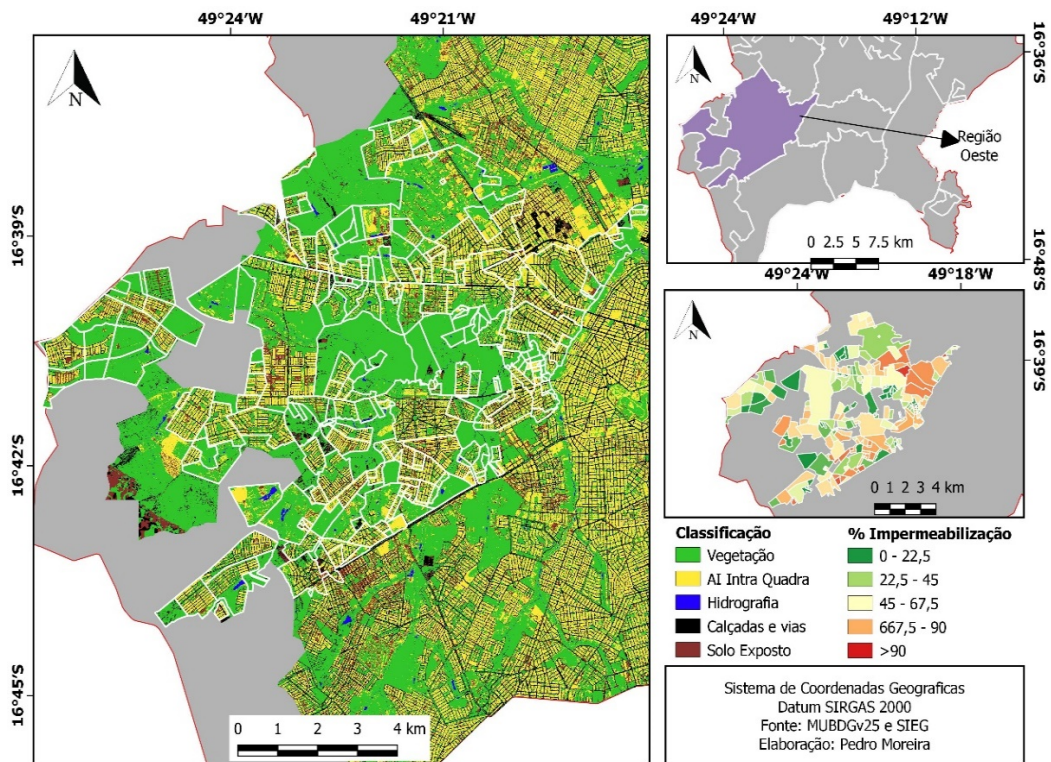 49°24'W
49°21'W
16°39'S
16°42'S
16°45'S
N
0 1 2 3 4 km
49°24'W
49°12'W
16°36'S
16°48'S
N
Região
Oeste
0 2.5 5 7.5 km
49°24'W
49°18'W
16°39'S
N
0 1 2 3 4 km
Classificação
Vegetação
AI Intra Quadra
Hidrografia
Calçadas e vias
Solo Exposto
% Impermeabilização
0 - 22,5
22,5 - 45
45 - 67,5
667,5 - 90
>90
Sistema de Coordenadas Geograficas
Datum SIRGAS 2000
Fonte: MUBDGv25 e SIEG
Elaboração: Pedro Moreira